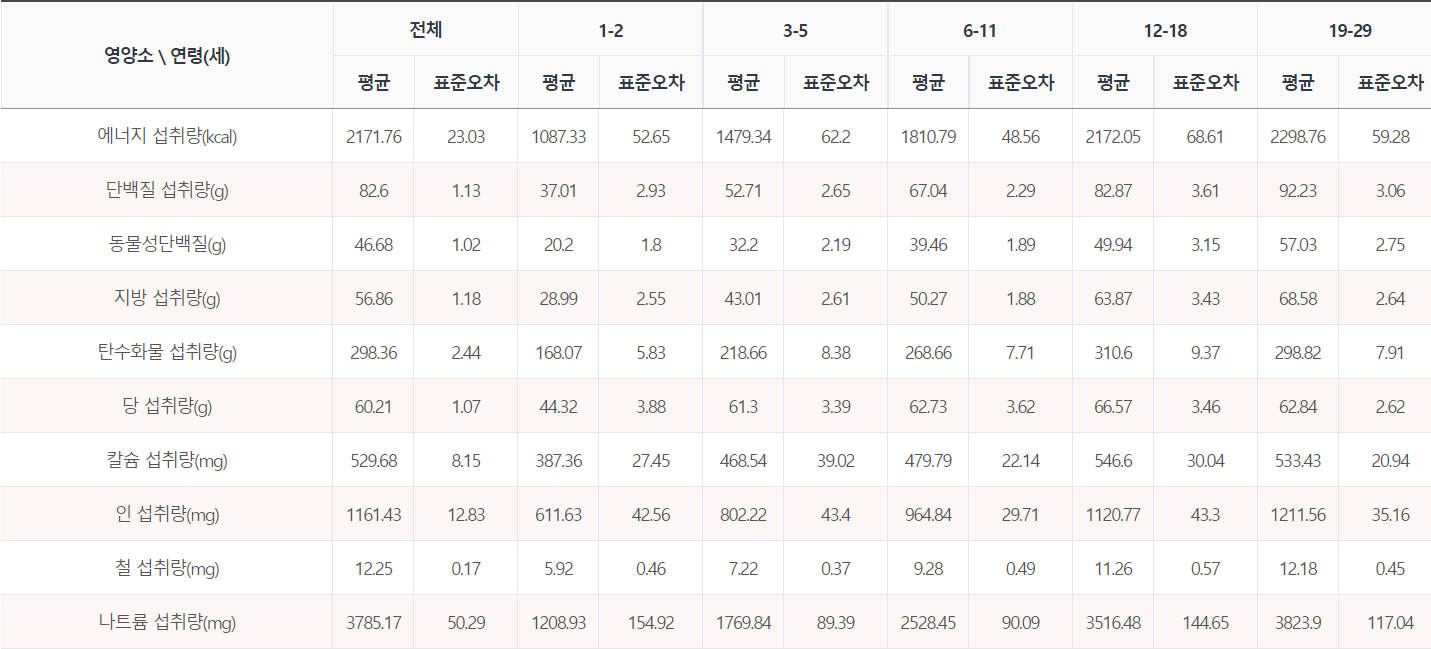 영양소 \ 연령(세) 전체 1-2 3-5 6-11 12-18 19-29
평균 표준오차 평균 표준오차 평균 표준오차 평균 표준오차 평균 표준오차 평균 표준오차
에너지 섭취량(kcal) 2171.76 23.03 1087.33 52.65 1479.34 62.2 1810.79 48.56 2172.05 68.61 2298.76 59.28
단백질 섭취량(g) 82.6 1.13 37.01 2.93 52.71 2.65 67.04 2.29 82.87 3.61 92.23 3.06
동물성단백질(g) 46.68 1.02 20.2 1.8 32.2 2.19 39.46 1.89 49.94 3.15 57.03 2.75
지방 섭취량(g) 56.86 1.18 28.99 2.55 43.01 2.61 50.27 1.88 63.87 3.43 68.58 2.64
탄수화물 섭취량(g) 298.36 2.44 168.07 5.83 218.66 8.38 268.66 7.71 310.6 9.37 298.82 7.91
당 섭취량(g) 60.21 1.07 44.32 3.88 61.3 3.39 62.73 3.62 66.57 3.46 62.84 2.62
칼슘 섭취량(mg) 529.68 8.15 387.36 27.45 468.54 39.02 479.79 22.14 546.6 30.04 533.43 20.94
인 섭취량(mg) 1161.43 12.83 611.63 42.56 802.22 43.4 964.84 29.71 1120.77 43.3 1211.56 35.16
철 섭취량(mg) 12.25 0.17 5.92 0.46 7.22 0.37 9.28 0.49 11.26 0.57 12.18 0.45
나트륨 섭취량(mg) 3785.17 50.29 1208.93 154.92 1769.84 89.39 2528.45 90.09 3516.48 144.65 3823.9 117.04